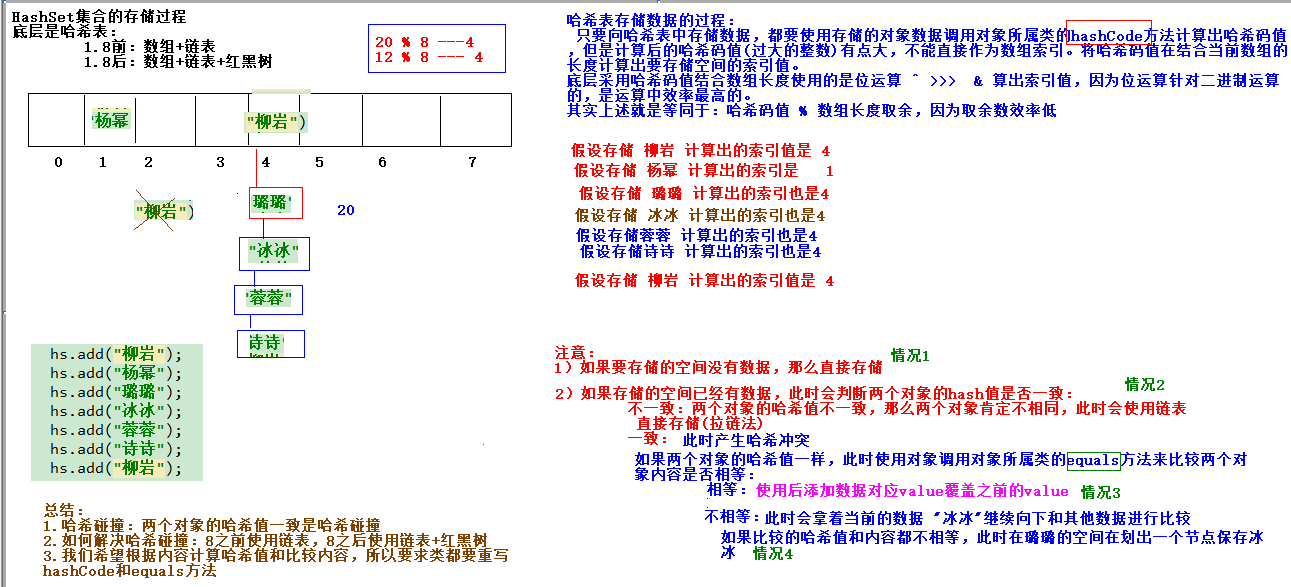 HashSet集合的存储过程
底层是哈希表：
1.8前：数组+链表
1.8后：数组+链表+红黑树
20 % 8 ---4
12 % 8 --- 4
"杨幂
"柳岩")
0 1 2 3 4 5 6 7
"柳岩")
璐璐"
20
"冰冰"
"蓉蓉"
诗诗"
hs.add("柳岩");
hs.add("杨幂");
hs.add("璐璐");
hs.add("冰冰");
hs.add("蓉蓉");
hs.add("诗诗");
hs.add("柳岩");
总结：
1.哈希碰撞：两个对象的哈希值一致是哈希碰撞
2.如何解决哈希碰撞：8之前使用链表，8之后使用链表+红黑树
3.我们希望根据内容计算哈希值和比较内容，所以要求类都要重写
hashCode和equals方法
哈希表存储数据的过程：
只要向哈希表中存储数据，都要使用存储的对象数据调用对象所属类的hashCode方法计算出哈希码值
，但是计算后的哈希码值(过大的整数)有点大，不能直接作为数组索引。将哈希码值在结合当前数组的
长度计算出要存储空间的索引值。
底层采用哈希码值结合数组长度使用的是位运算 ^ >>> & 算出索引值，因为位运算针对二进制运算
的，是运算中效率最高的。
其实上述就是等同于：哈希码值 % 数组长度取余，因为取余数效率低
假设存储 柳岩 计算出的索引值是 4
假设存储 杨幂 计算出的索引是 1
假设存储 璐璐 计算出的索引也是4
假设存储 冰冰 计算出的索引也是4
假设存储蓉蓉 计算出的索引也是4
假设存储诗诗 计算出的索引也是4
假设存储 柳岩 计算出的索引值是 4
注意：
1）如果要存储的空间没有数据，那么直接存储 情况1
2）如果存储的空间已经有数据，此时会判断两个对象的hash值是否一致： 情况2
不一致：两个对象的哈希值不一致，那么两个对象肯定不相同，此时会使用链表
直接存储(拉链法)
一致： 此时产生哈希冲突
如果两个对象的哈希值一样，此时使用对象调用对象所属类的equals方法来比较两个对
象内容是否相等：
相等：使用后添加数据对应value覆盖之前的value 情况3
不相等：此时会拿着当前的数据 "冰冰"继续向下和其他数据进行比较
如果比较的哈希值和内容都不相等，此时在璐璐的空间在划出一个节点保存冰
冰 情况4